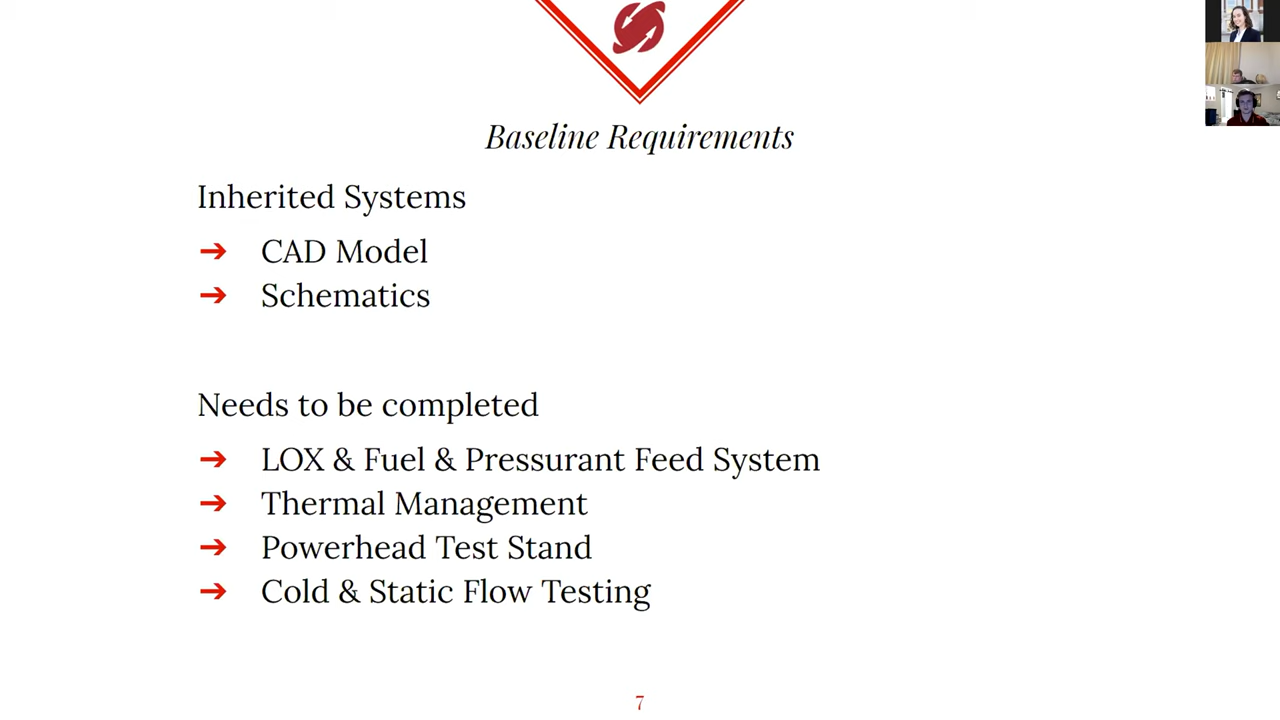 Baseline Requirements
Inherited Systems
➔ CAD Model
➔ Schematics
Needs to be completed
➔ LOX & Fuel & Pressurant Feed System
➔ Thermal Management
➔ Powerhead Test Stand
➔ Cold & Static Flow Testing
7